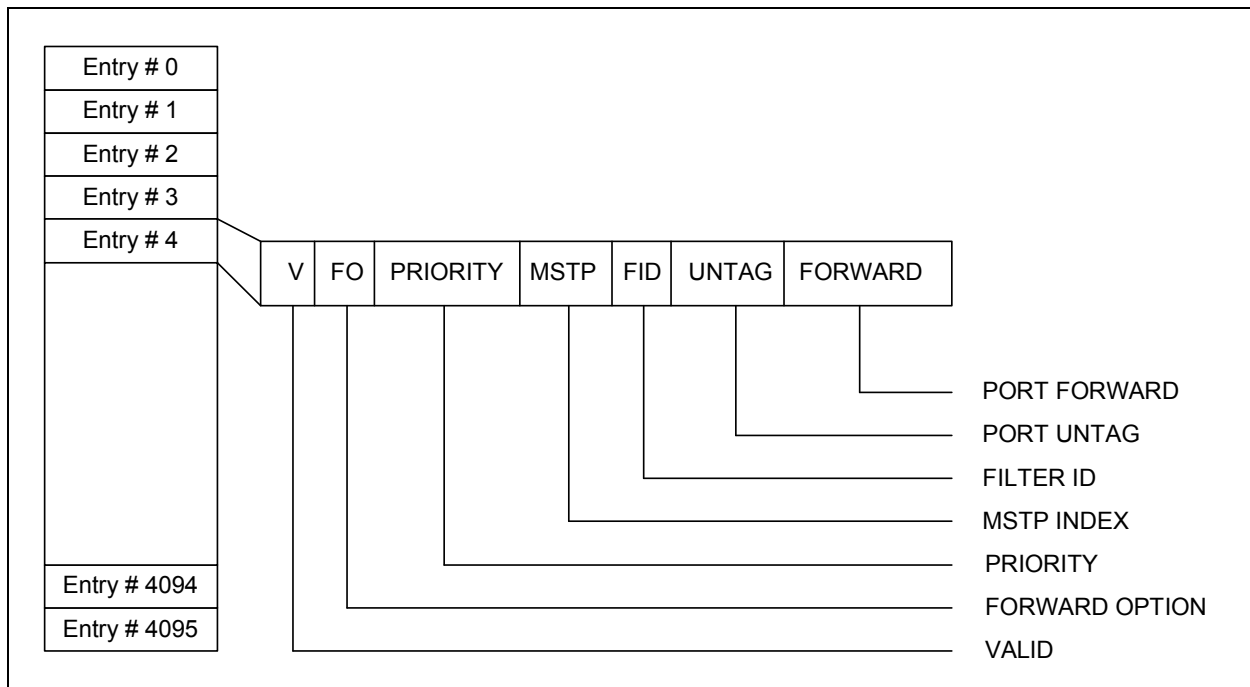 Entry # 0
Entry # 1
Entry # 2
Entry # 3
Entry # 4
V FO PRIORITY MSTP FID UNTAG FORWARD
PORT FORWARD
PORT UNTAG
FILTER ID
MSTP INDEX
PRIORITY
FORWARD OPTION
VALID
Entry # 4094
Entry # 4095